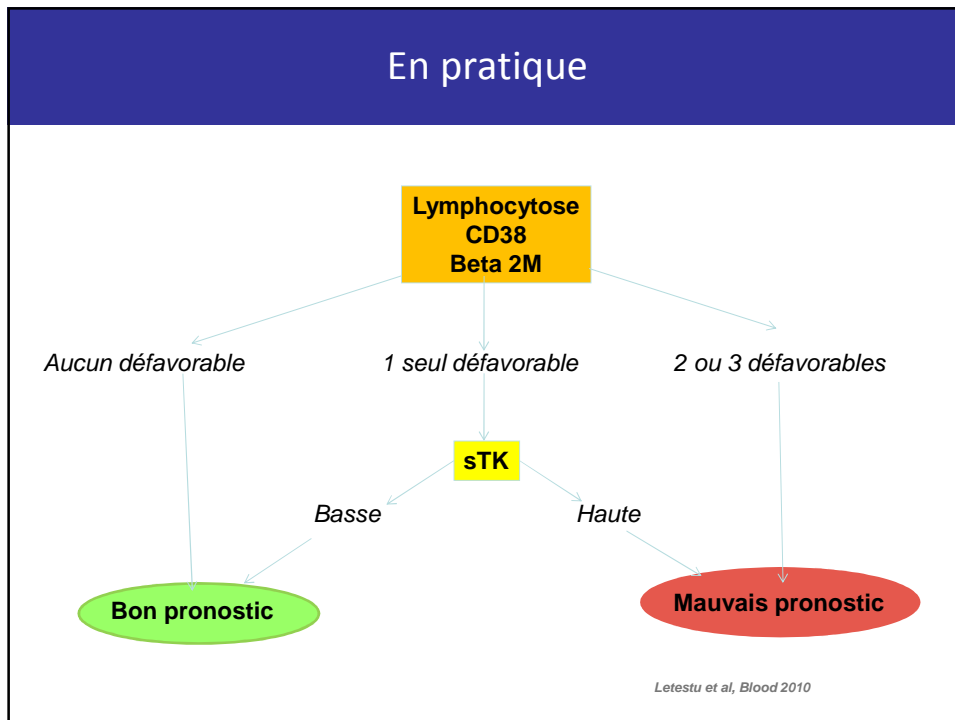 En pratique
Lymphocytose
CD38
Beta 2M
Aucun défavorable
1 seul défavorable
2 ou 3 défavorables
sTK
Basse
Haute
Bon pronostic
Mauvais pronostic
Letestu et al, Blood 2010